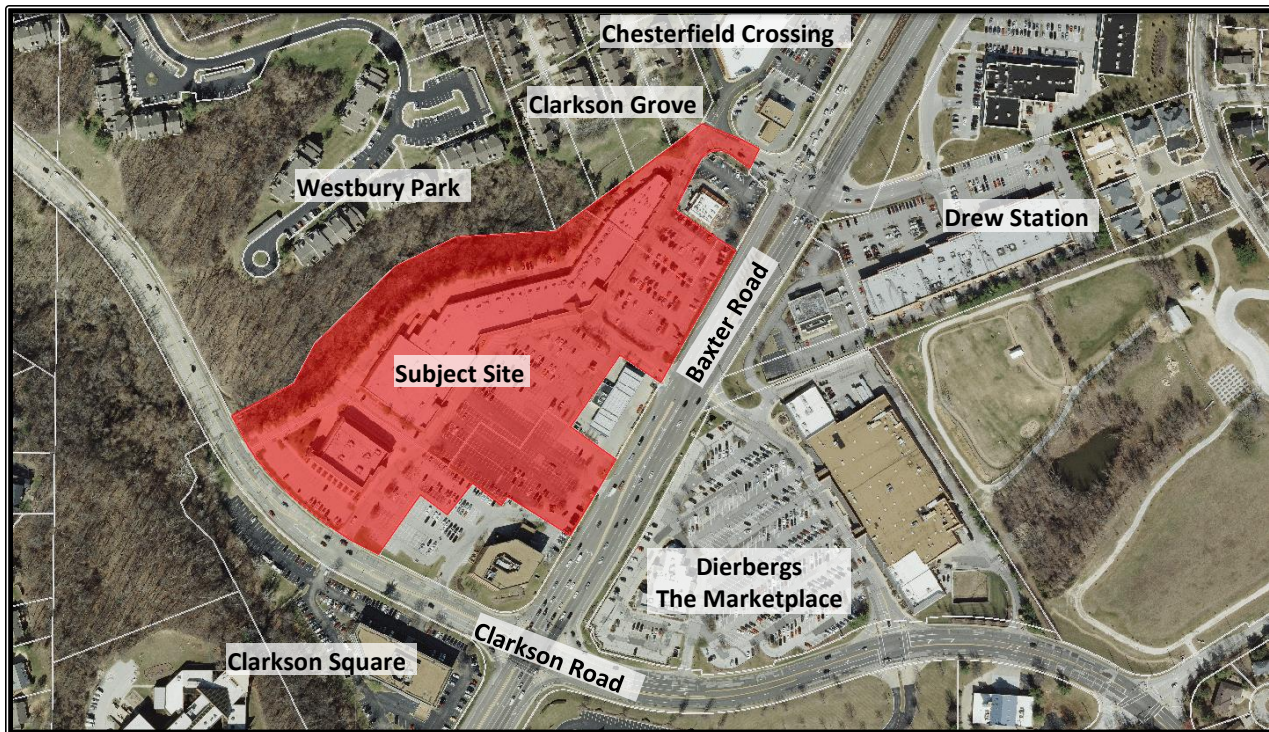 Chesterfield Crossing
Clarkson Grove
Westbury Park
Drew Station
Baxter Road
Subject Site
Dierbergs
The Marketplace
Clarkson Square
Clarkson Road